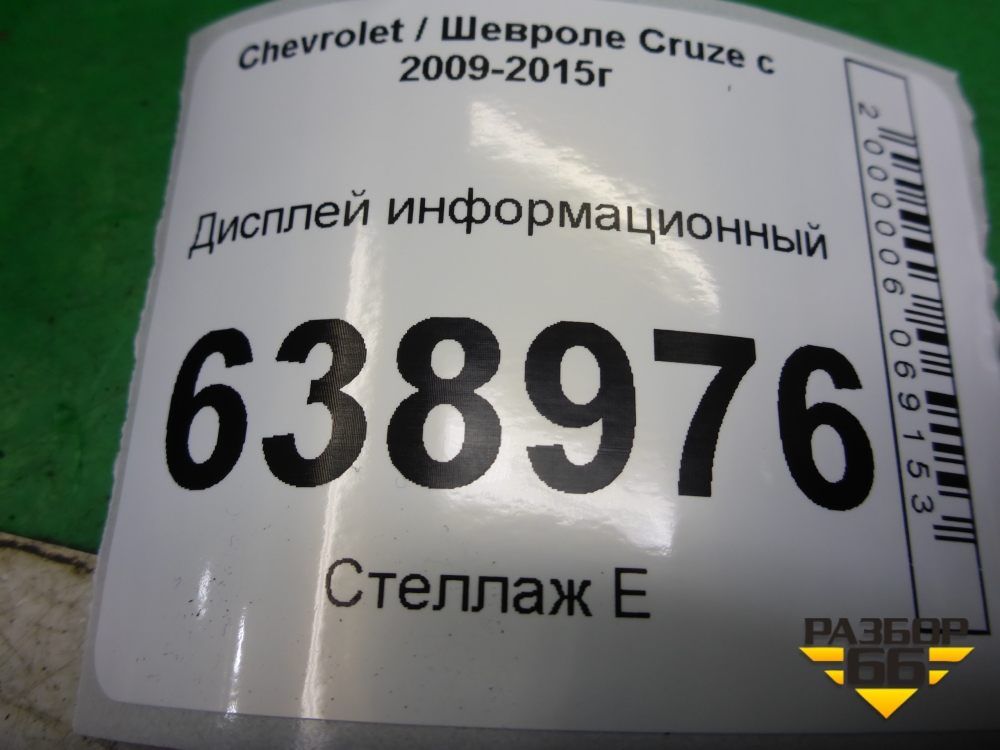 Chevrolet / Шевроле Cruze с
2009-2015г
Дисплей информационный
638976
Стеллаж Е
2000006069153
РАЗБОР
66